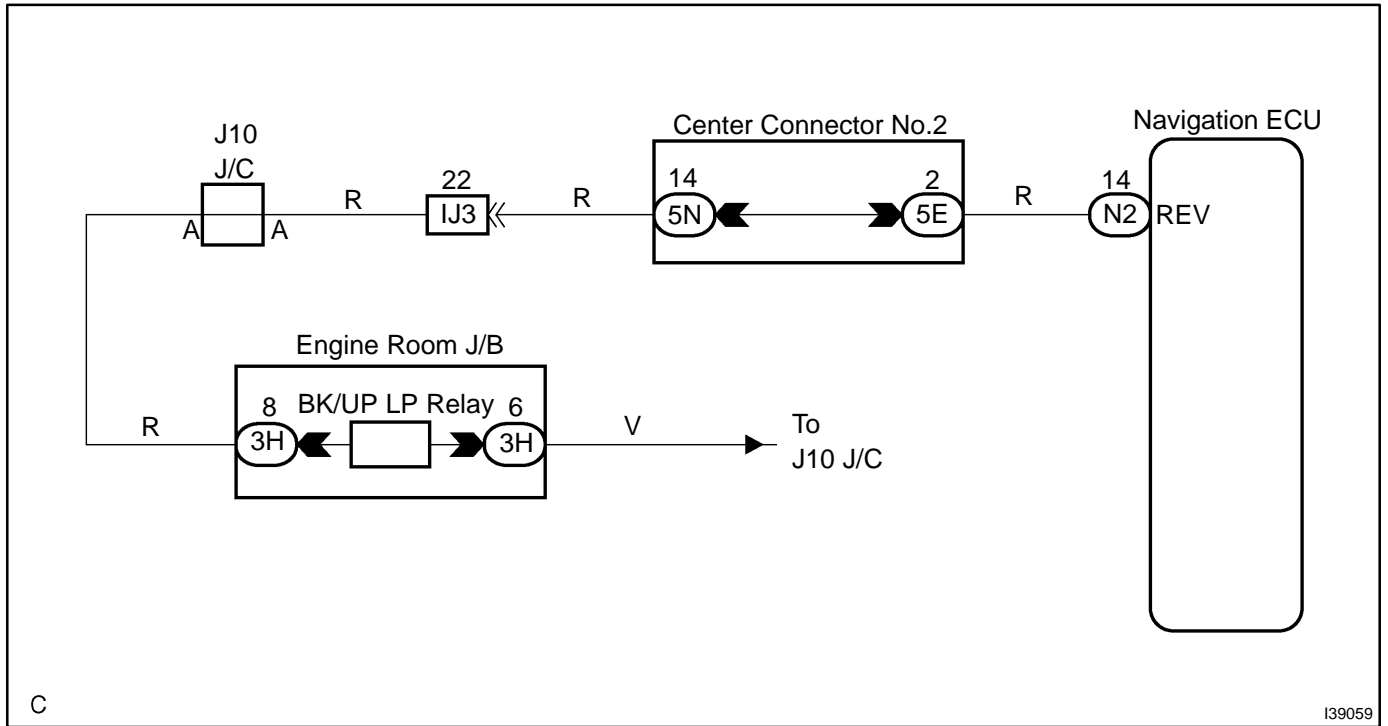 Center Connector No.2
Navigation ECU
J10
J/C
22
14
2
14
R
IJ3
R
5N
5E
R
N2
REV
A
A
Engine Room J/B
8
BK/UP LP Relay
6
R
3H
3H
V
To
J10 J/C
C
I39059